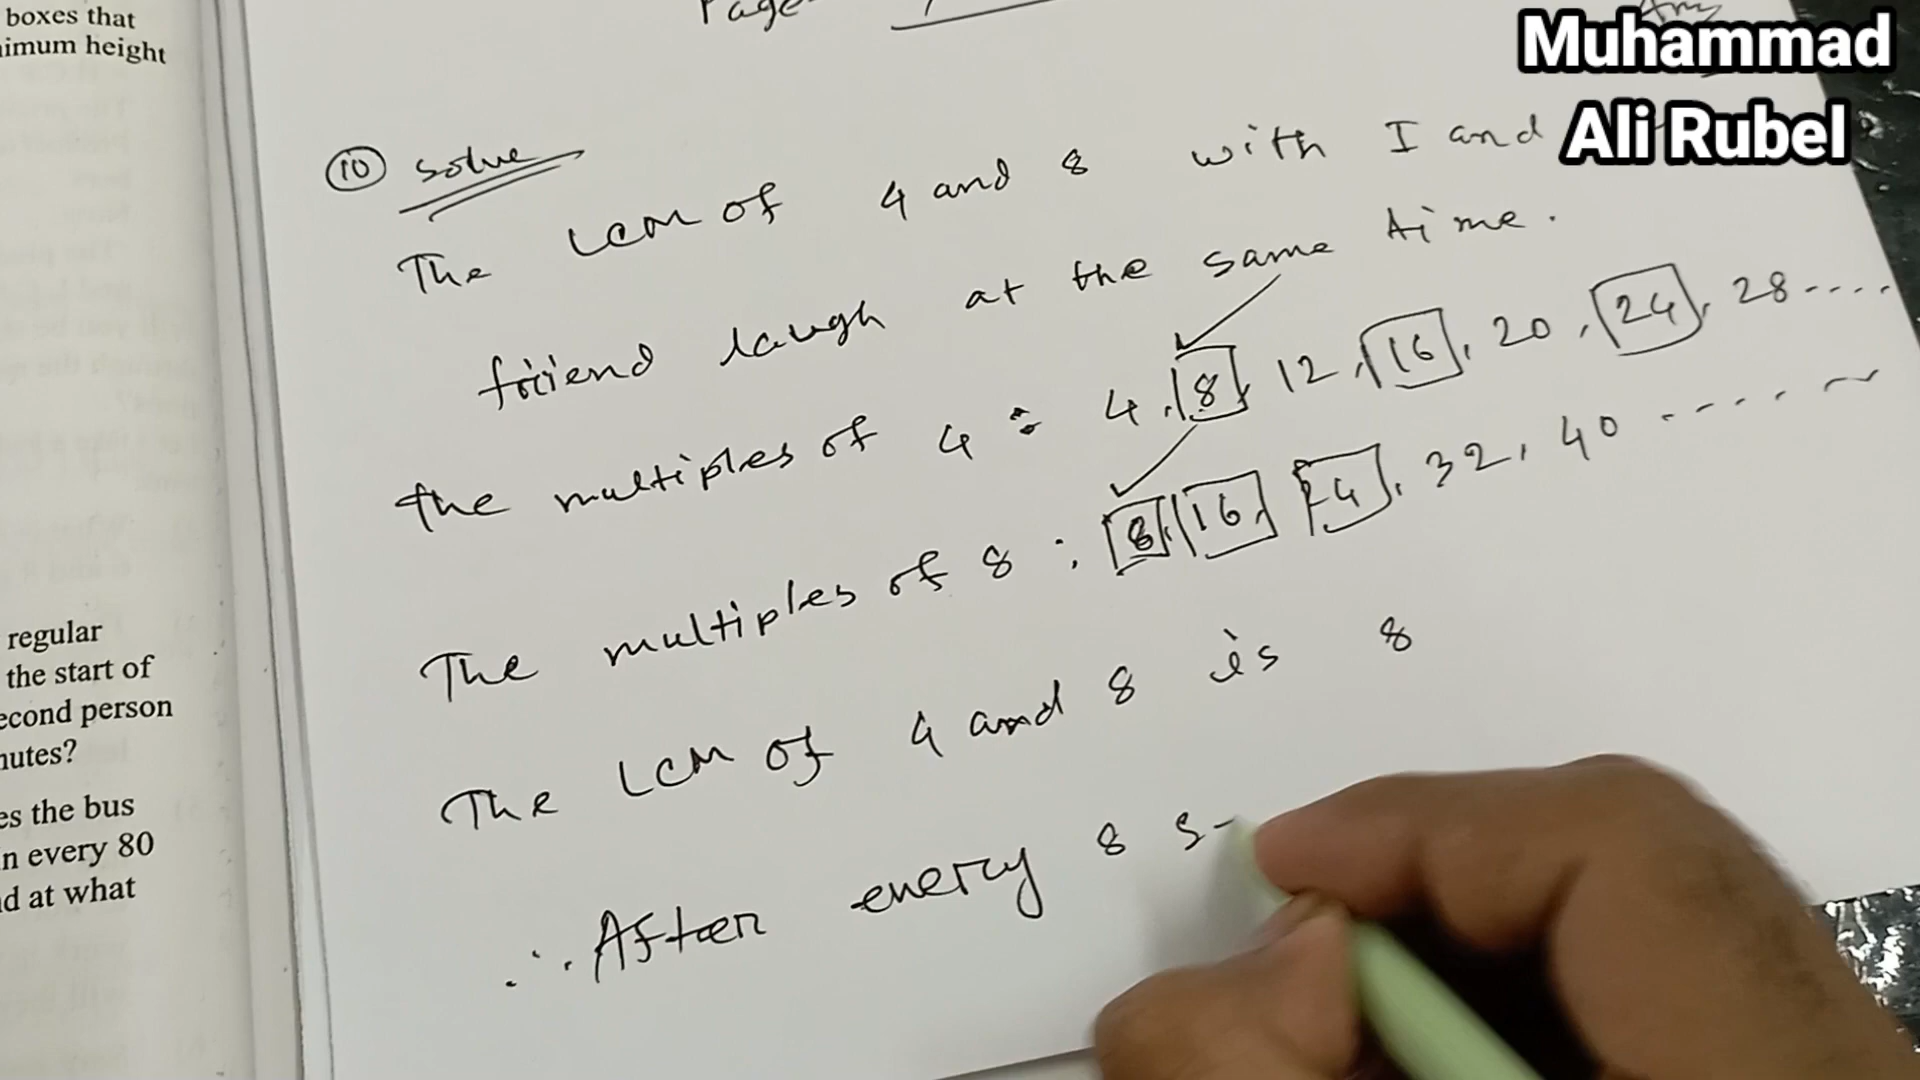 boxes that
nimum height
Page
Muhammad
Ali Rubel
10 solve
The LCM of 4 and 8 with I and
friend laugh at the same time.
the multiples of 4 : 4, 8, 12, 16, 20, 24, 28....
The multiples of 8 : 8, 16, 24, 32, 40 .....
The LCM of 4 and 8 is 8
∴ After every 8 s
regular
the start of
econd person
nutes?
es the bus
n every 80
d at what